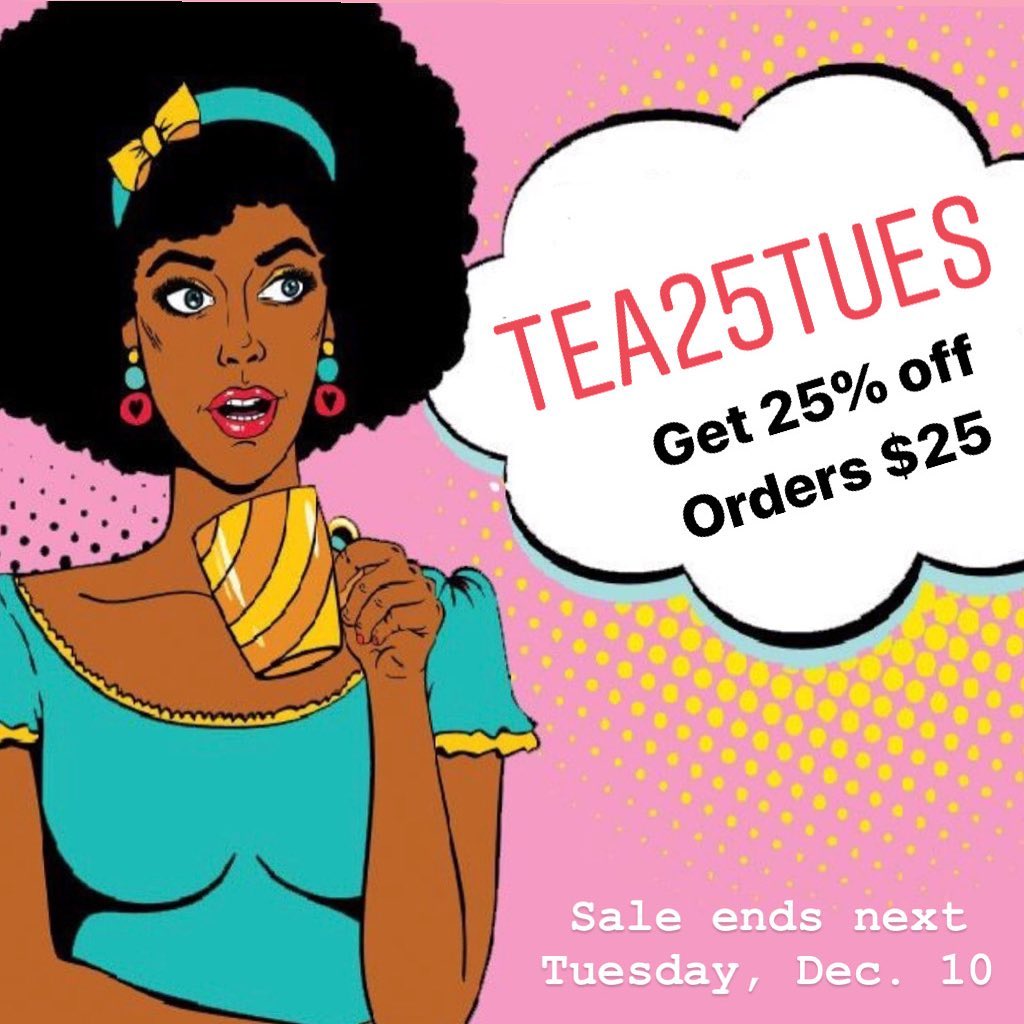 TEA25TUES
Get 25% off
Orders $25
Sale ends next
Tuesday, Dec. 10